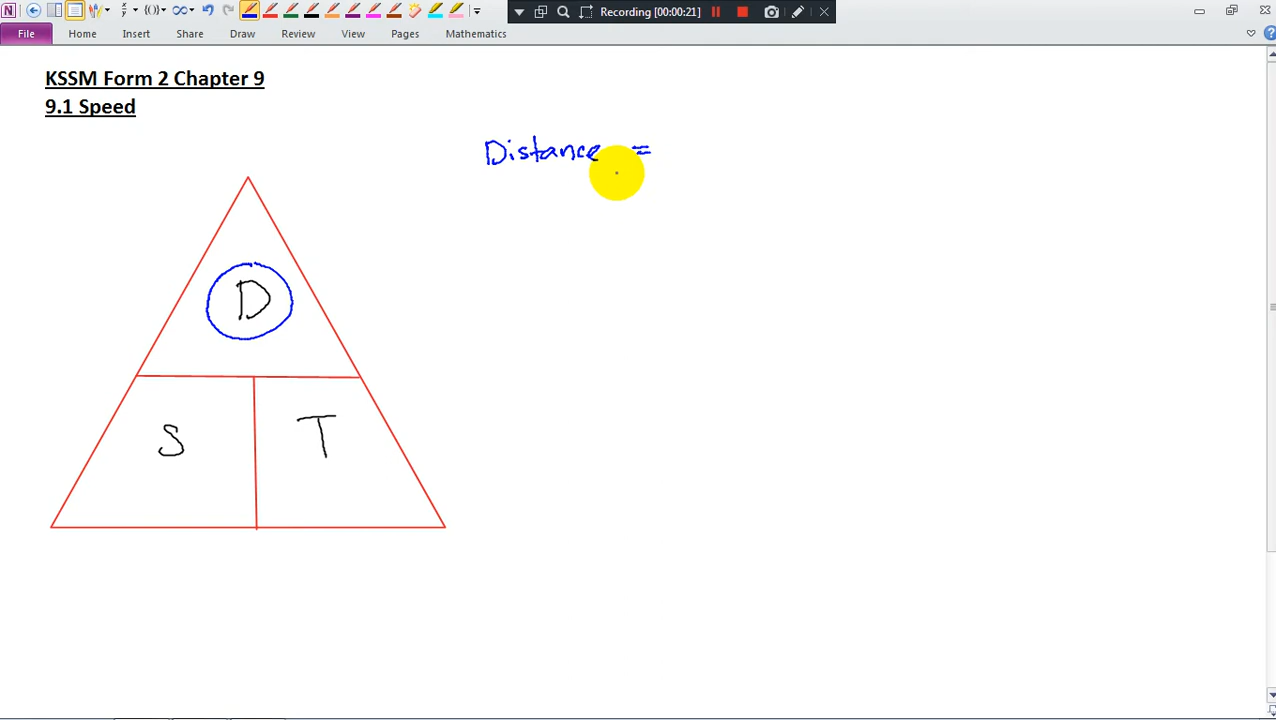 Recording [00:00:21]
File Home Insert Share Draw Review View Pages Mathematics
KSSM Form 2 Chapter 9
9.1 Speed
Distance =
D
S T